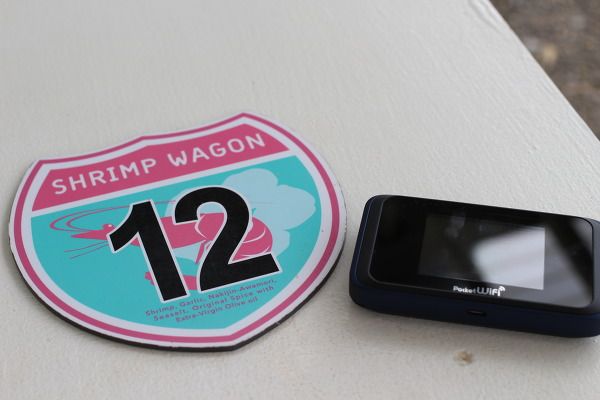 SHRIMP WAGON
12
Shrimp, Garlic, Nakijin-Awamori,
Seasalt, Original Spice with
Extra-Virgin Olive oil
Pocket WiFi